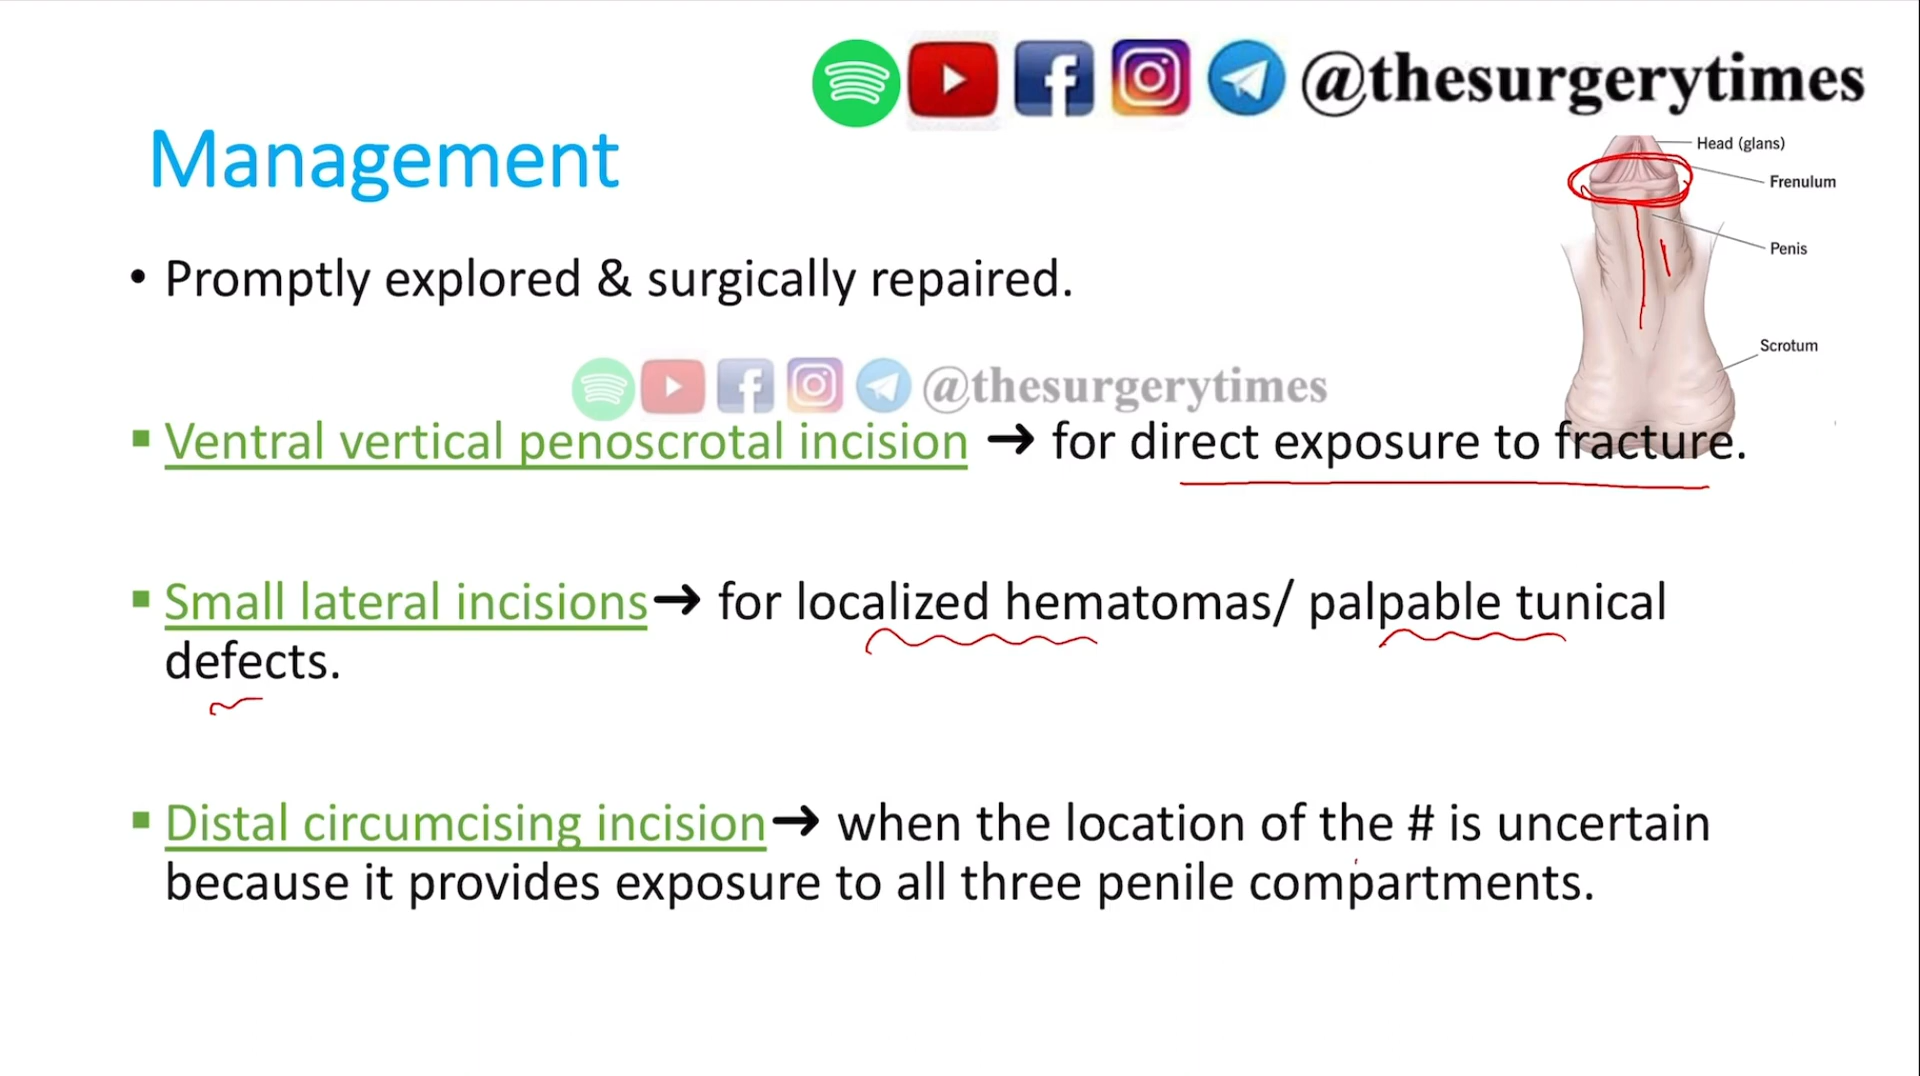 @thesurgerytimes
Management
Head (glans)
Frenulum
Penis
Scrotum
• Promptly explored & surgically repaired.
@thesurgerytimes
▪ Ventral vertical penoscrotal incision → for direct exposure to fracture.
▪ Small lateral incisions→ for localized hematomas/ palpable tunical
defects.
▪ Distal circumcising incision→ when the location of the # is uncertain
because it provides exposure to all three penile compartments.